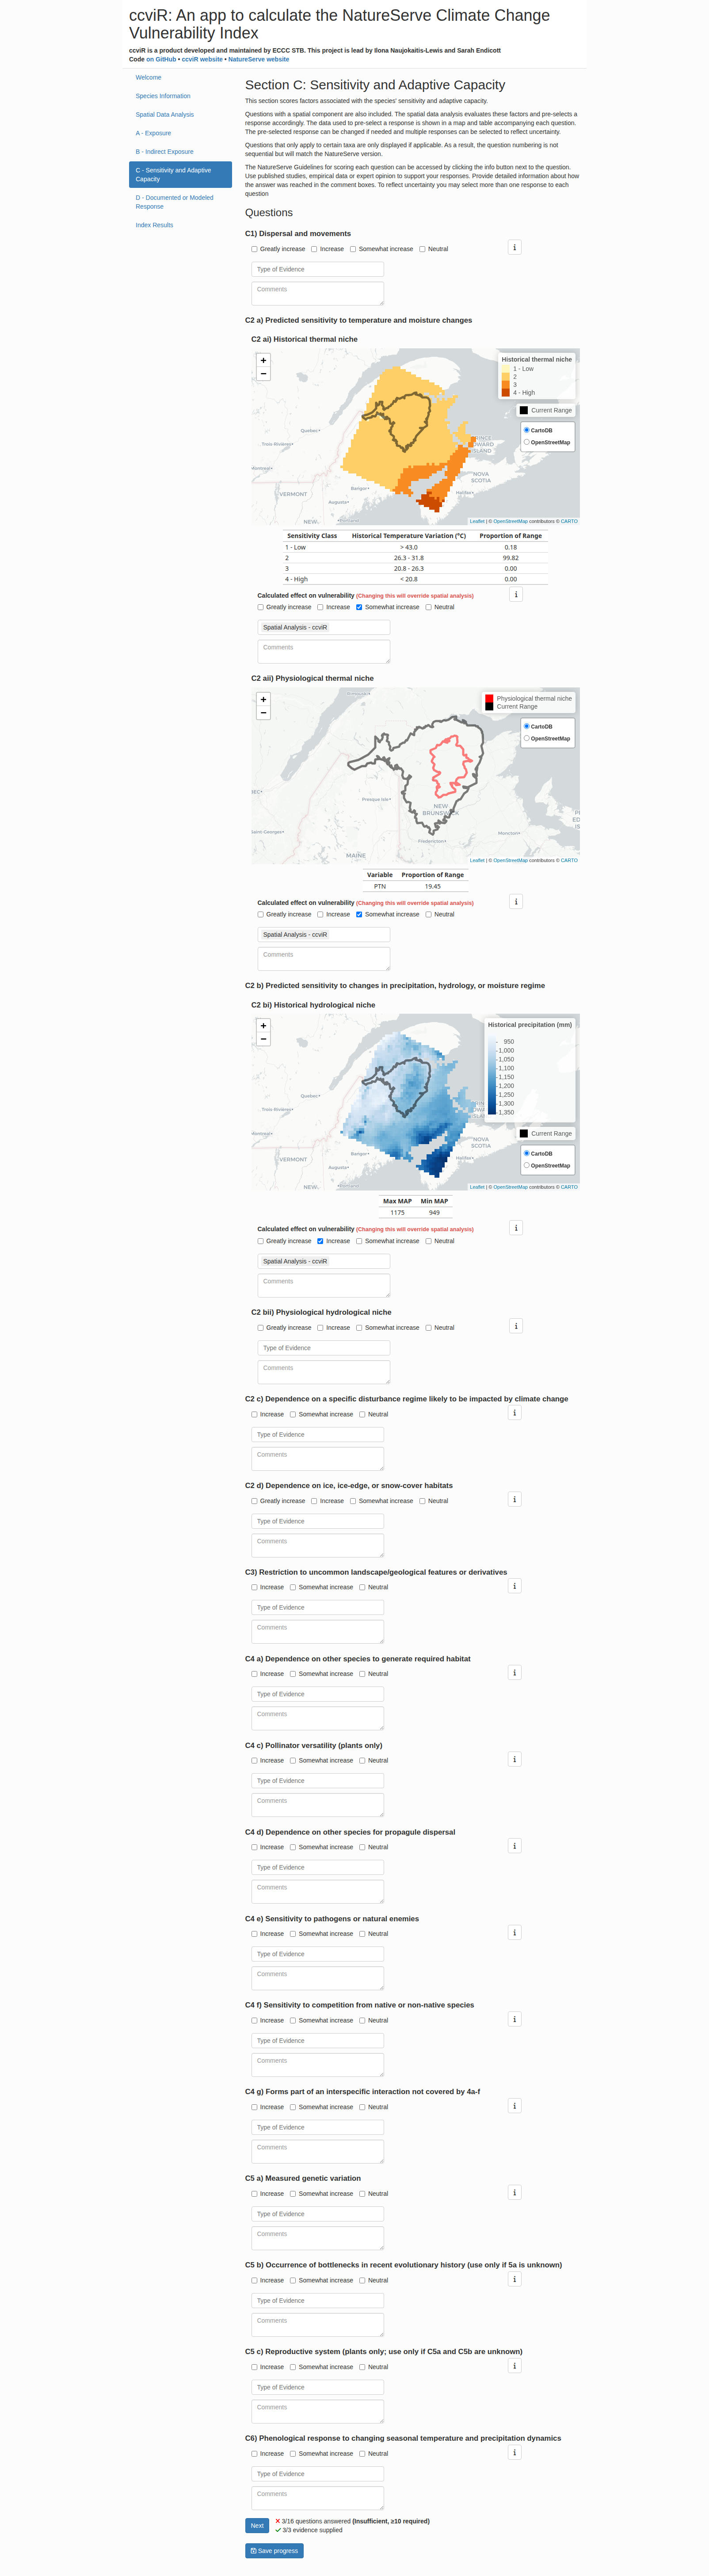 ccviR: An app to calculate the NatureServe Climate Change
Vulnerability Index
ccviR is a product developed and maintained by ECCC STB. This project is lead by Ilona Naujokaitis-Lewis and Sarah Endicott
Code on GitHub • ccviR website • NatureServe website
Welcome
Species Information
Spatial Data Analysis
A - Exposure
B - Indirect Exposure
C - Sensitivity and Adaptive
Capacity
D - Documented or Modeled
Response
Index Results
Section C: Sensitivity and Adaptive Capacity
This section scores factors associated with the species' sensitivity and adaptive capacity.
Questions with a spatial component are also included. The spatial data analysis evaluates these factors and pre-selects a
response accordingly. The data used to pre-select a response is shown in a map and table accompanying each question.
The pre-selected response can be changed if needed and multiple responses can be selected to reflect uncertainty.
Questions that apply to certain taxa are only displayed if applicable. As a result, the question numbering is not
sequential but will match the NatureServe version.
The NatureServe Guidelines for scoring each question can be accessed by clicking the info button next to the question.
Use published studies, empirical data or expert opinion to support your responses. Provide detailed information about how
the answer was reached in the comment boxes. To reflect uncertainty you may select more than one response to each
question
Questions
C1) Dispersal and movements
Greatly increase Increase Somewhat increase Neutral
i
Type of Evidence
Comments
C2 a) Predicted sensitivity to temperature and moisture changes
C2 ai) Historical thermal niche
+
−
Historical thermal niche
1 - Low
2
3
4 - High
Current Range
CartoDB
OpenStreetMap
Quebec
Trois-Rivières
Montreal
VERMONT
Bangor
Augusta
NEW
NOVA
SCOTIA
Halifax
Leaflet | © OpenStreetMap contributors © CARTO
Sensitivity Class Historical Temperature Variation (°C) Proportion of Range
1 - Low > 43.0 0.18
2 26.3 - 31.8 99.82
3 20.8 - 26.3 0.00
4 - High < 20.8 0.00
Calculated effect on vulnerability (Changing this will override spatial analysis)
i
Greatly increase Increase Somewhat increase Neutral
Spatial Analysis - ccviR
Comments
C2 aii) Physiological thermal niche
+
−
Physiological thermal niche
Current Range
CartoDB
OpenStreetMap
Presque Isle
NEW
BRUNSWICK
Saint-Georges
Fredericton
Moncton
MAINE
Leaflet | © OpenStreetMap contributors © CARTO
Variable Proportion of Range
PTN 19.45
Calculated effect on vulnerability (Changing this will override spatial analysis)
i
Greatly increase Increase Somewhat increase Neutral
Spatial Analysis - ccviR
Comments
C2 b) Predicted sensitivity to changes in precipitation, hydrology, or moisture regime
C2 bi) Historical hydrological niche
+
−
Historical precipitation (mm)
950
1,000
1,050
1,100
1,150
1,200
1,250
1,300
1,350
Current Range
CartoDB
OpenStreetMap
Quebec
Trois-Rivières
Montreal
VERMONT
Bangor
Augusta
NEW
NOVA
SCOTIA
Halifax
Leaflet | © OpenStreetMap contributors © CARTO
Max MAP Min MAP
1175 949
Calculated effect on vulnerability (Changing this will override spatial analysis)
i
Greatly increase Increase Somewhat increase Neutral
Spatial Analysis - ccviR
Comments
C2 bii) Physiological hydrological niche
Greatly increase Increase Somewhat increase Neutral
i
Type of Evidence
Comments
C2 c) Dependence on a specific disturbance regime likely to be impacted by climate change
Increase Somewhat increase Neutral
i
Type of Evidence
Comments
C2 d) Dependence on ice, ice-edge, or snow-cover habitats
Greatly increase Increase Somewhat increase Neutral
i
Type of Evidence
Comments
C3) Restriction to uncommon landscape/geological features or derivatives
Increase Somewhat increase Neutral
i
Type of Evidence
Comments
C4 a) Dependence on other species to generate required habitat
Increase Somewhat increase Neutral
i
Type of Evidence
Comments
C4 c) Pollinator versatility (plants only)
Increase Somewhat increase Neutral
i
Type of Evidence
Comments
C4 d) Dependence on other species for propagule dispersal
Increase Somewhat increase Neutral
i
Type of Evidence
Comments
C4 e) Sensitivity to pathogens or natural enemies
Increase Somewhat increase Neutral
i
Type of Evidence
Comments
C4 f) Sensitivity to competition from native or non-native species
Increase Somewhat increase Neutral
i
Type of Evidence
Comments
C4 g) Forms part of an interspecific interaction not covered by 4a-f
Increase Somewhat increase Neutral
i
Type of Evidence
Comments
C5 a) Measured genetic variation
Increase Somewhat increase Neutral
i
Type of Evidence
Comments
C5 b) Occurrence of bottlenecks in recent evolutionary history (use only if 5a is unknown)
Increase Somewhat increase Neutral
i
Type of Evidence
Comments
C5 c) Reproductive system (plants only; use only if C5a and C5b are unknown)
Increase Somewhat increase Neutral
i
Type of Evidence
Comments
C6) Phenological response to changing seasonal temperature and precipitation dynamics
Increase Somewhat increase Neutral
i
Type of Evidence
Comments
Next
3/16 questions answered (Insufficient, ≥10 required)
3/3 evidence supplied
Save progress